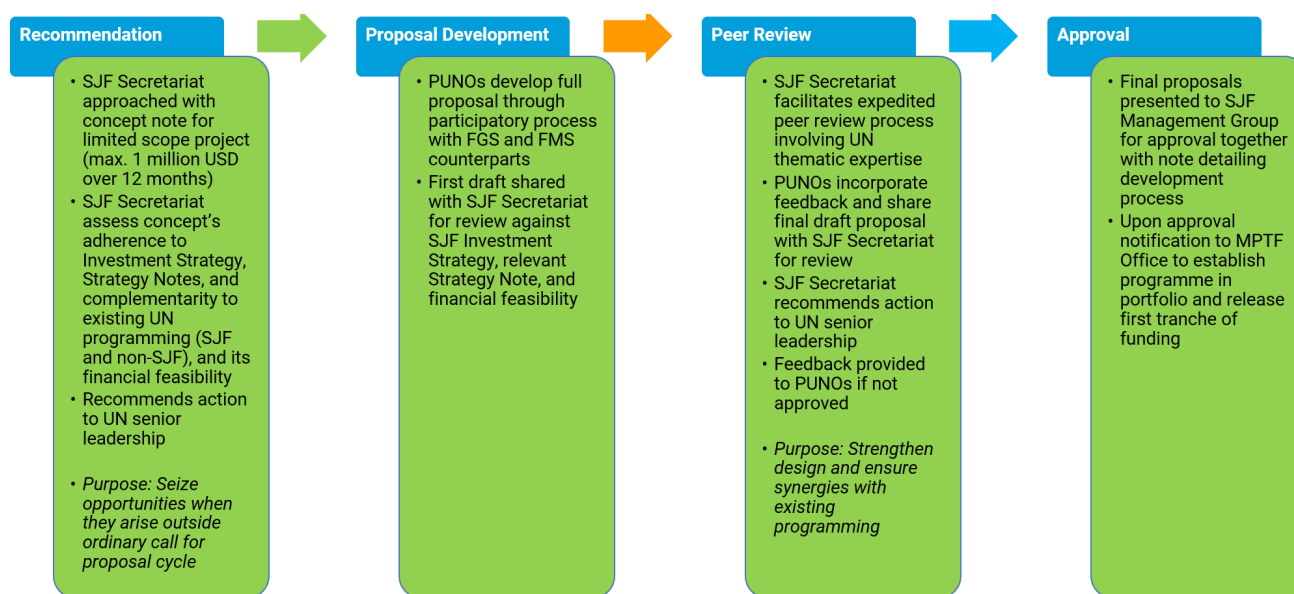 Recommendation
• SJF Secretariat
approached with
concept note for
limited scope project
(max. 1 million USD
over 12 months)
• SJF Secretariat
assess concept's
adherence to
Investment Strategy,
Strategy Notes, and
complementarity to
existing UN
programming (SJF
and non-SJF), and its
financial feasibility
• Recommends action
to UN senior
leadership
• Purpose: Seize
opportunities when
they arise outside
ordinary call for
proposal cycle
Proposal Development
• PUNOs develop full
proposal through
participatory process
with FGS and FMS
counterparts
• First draft shared
with SJF Secretariat
for review against
SJF Investment
Strategy, relevant
Strategy Note, and
financial feasibility
Peer Review
• SJF Secretariat
facilitates expedited
peer review process
involving UN
thematic expertise
• PUNOs incorporate
feedback and share
final draft proposal
with SJF Secretariat
for review
• SJF Secretariat
recommends action
to UN senior
leadership
• Feedback provided
to PUNOs if not
approved
• Purpose: Strengthen
design and ensure
synergies with
existing
programming
Approval
• Final proposals
presented to SJF
Management Group
for approval together
with note detailing
development
process
• Upon approval
notification to MPTF
Office to establish
programme in
portfolio and release
first tranche of
funding